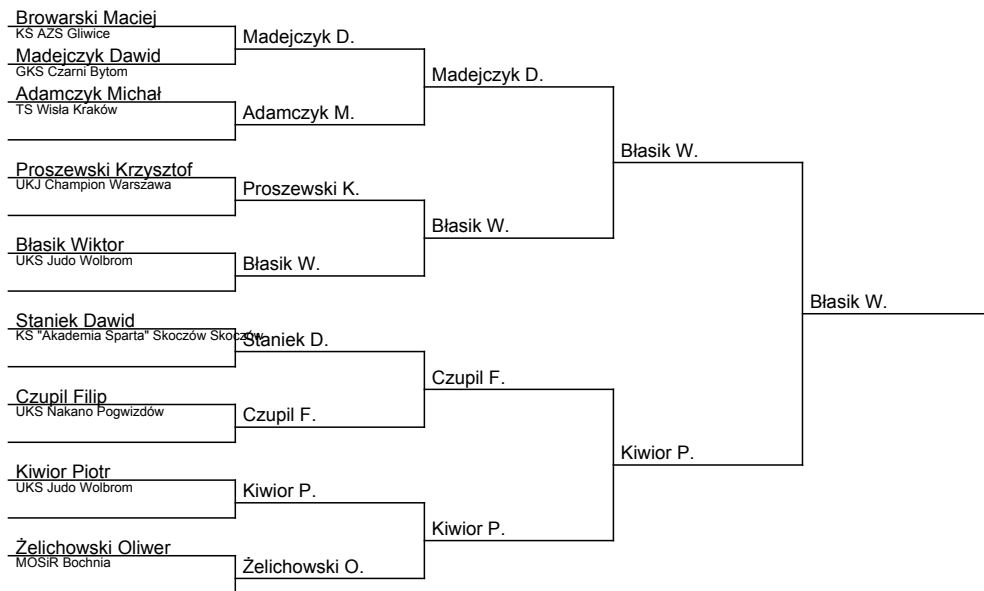 Browarski Maciej
KS AZS Gliwice
Madejczyk Dawid
GKS Czarni Bytom
Adamczyk Michał
TS Wisła Kraków
Proszewski Krzysztof
UKJ Champion Warszawa
Błasik Wiktor
UKS Judo Wolbrom
Staniek Dawid
KS "Akademia Sparta" Skoczów Skoczów
Czupil Filip
UKS Nakano Pogwizdów
Kiwior Piotr
UKS Judo Wolbrom
Żelichowski Oliwer
MOSiR Bochnia
Madejczyk D.
Adamczyk M.
Proszewski K.
Błasik W.
Staniek D.
Czupil F.
Kiwior P.
Żelichowski O.
Madejczyk D.
Błasik W.
Czupil F.
Kiwior P.
Błasik W.
Kiwior P.
Błasik W.